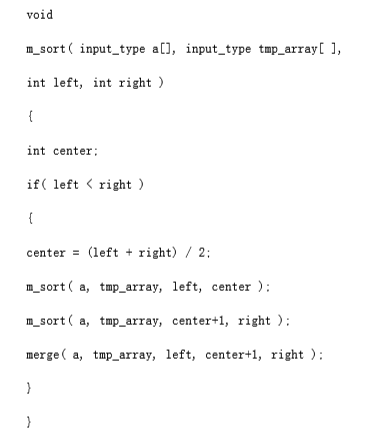 void
m_sort( input_type a[], input_type tmp_array[ ],
int left, int right )
{
int center;
if( left < right )
{
center = (left + right) / 2;
m_sort( a, tmp_array, left, center );
m_sort( a, tmp_array, center+1, right );
merge( a, tmp_array, left, center+1, right );
}
}